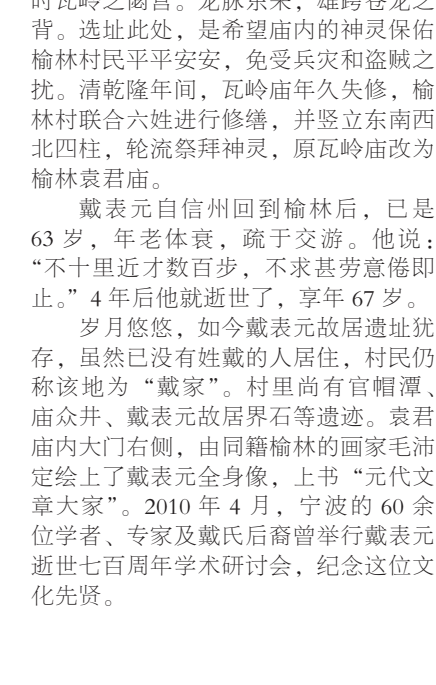 时瓦岭之閟宫。龙脉东来，雄跨苍龙之
背。选址此处，是希望庙内的神灵保佑
榆林村民平平安安，免受兵灾和盗贼之
扰。清乾隆年间，瓦岭庙年久失修，榆
林村联合六姓进行修缮，并竖立东南西
北四柱，轮流祭拜神灵，原瓦岭庙改为
榆林袁君庙。
戴表元自信州回到榆林后，已是
63 岁，年老体衰，疏于交游。他说：
“不十里近才数百步，不求甚劳意倦即
止。”4 年后他就逝世了，享年 67 岁。
岁月悠悠，如今戴表元故居遗址犹
存，虽然已没有姓戴的人居住，村民仍
称该地为“戴家”。村里尚有官帽潭、
庙众井、戴表元故居界石等遗迹。袁君
庙内大门右侧，由同籍榆林的画家毛沛
定绘上了戴表元全身像，上书“元代文
章大家”。2010 年 4 月，宁波的 60 余
位学者、专家及戴氏后裔曾举行戴表元
逝世七百周年学术研讨会，纪念这位文
化先贤。